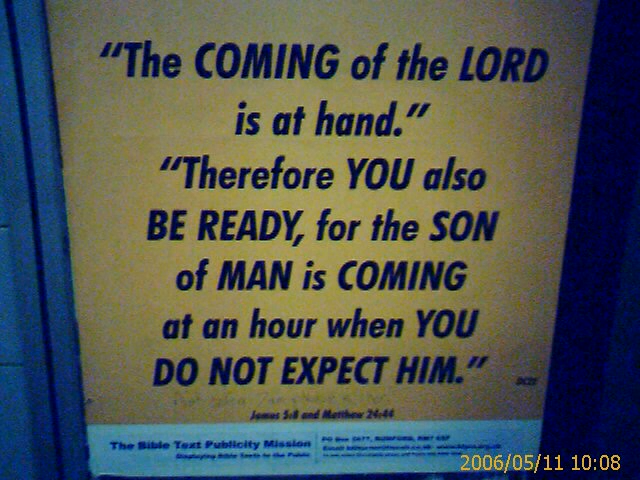 “The COMING of the LORD
is at hand.”
“Therefore YOU also
BE READY, for the SON
of MAN is COMING
at an hour when YOU
DO NOT EXPECT HIM.”
James 5:8 and Matthew 24:44
The Bible Text Publicity Mission
Displaying Bible Texts to the Public
PO Box
2006/05/11 10:08